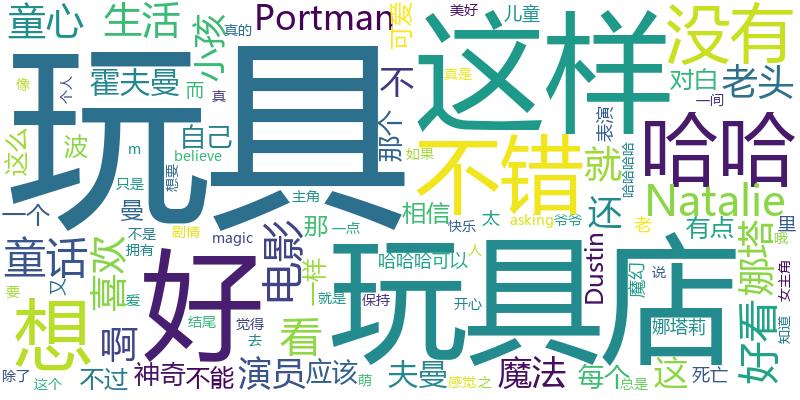 童心
生活
真的
小孩
Portman
可爱
美好
儿童
这样
真是
没有
玩具
像
个人
霍夫曼
而
真
不
那个
对白
老头
一间
这么
波
自己
m
believe
想要
只是
不错
如果
表演
就
哈哈
哈哈哈哈
一个
曼
主角
相信
快乐
太
asking
爷爷
还
老
Natalie
有点
里
童话
不是
拥有
剧情
magic
喜欢
电影
那
一点
一样
哈哈哈
可以
人
Dustin
魔幻
说
娜塔
哦
女主角
要
又
爱
好
就是
保持
开心
玩具店
想
啊
结尾
觉得
去
看
娜塔莉
好看
知道
除了
这个
不过
神奇
不能
演员
应该
萌
夫曼
感觉
之
魔法
每个
总是
这
死亡